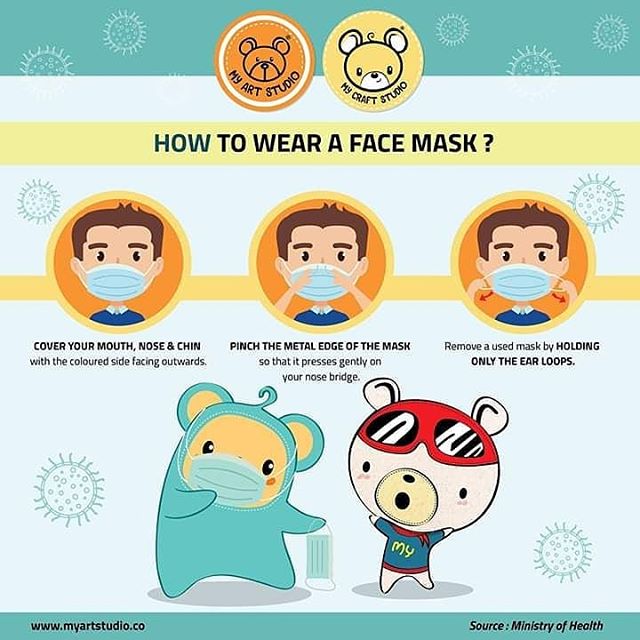 MY ART STUDIO
MY CRAFT STUDIO
HOW TO WEAR A FACE MASK ?
COVER YOUR MOUTH, NOSE & CHIN
with the coloured side facing outwards.
PINCH THE METAL EDGE OF THE MASK
so that it presses gently on
your nose bridge.
Remove a used mask by HOLDING
ONLY THE EAR LOOPS.
MY
www.myartstudio.co
Source : Ministry of Health